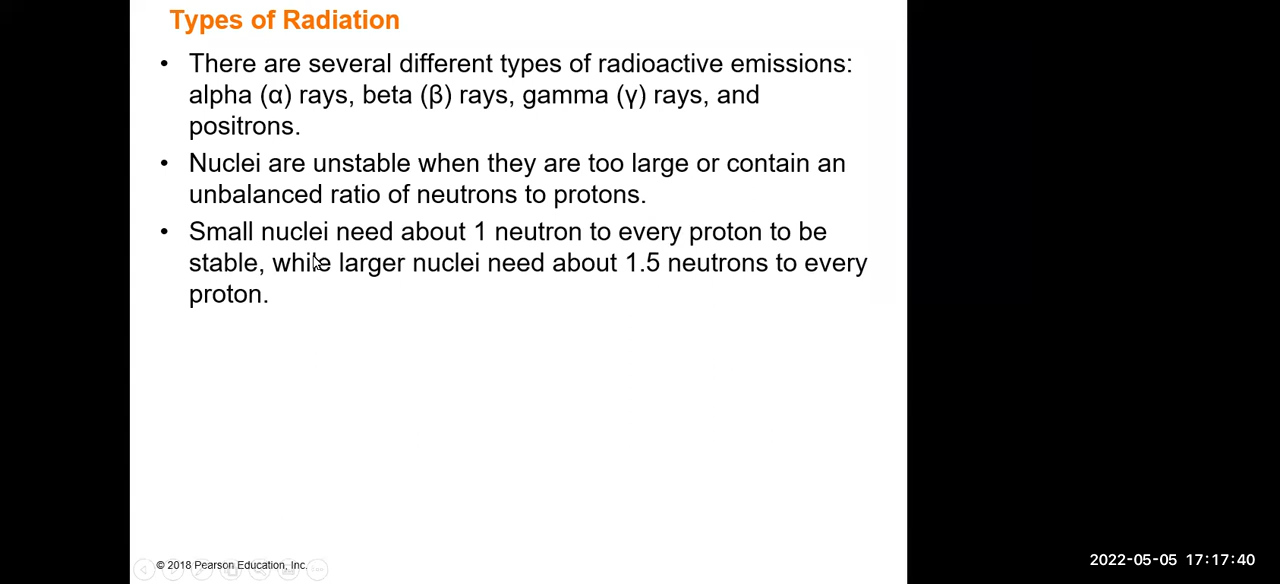 Types of Radiation
• There are several different types of radioactive emissions:
alpha (α) rays, beta (β) rays, gamma (γ) rays, and
positrons.
• Nuclei are unstable when they are too large or contain an
unbalanced ratio of neutrons to protons.
• Small nuclei need about 1 neutron to every proton to be
stable, while larger nuclei need about 1.5 neutrons to every
proton.
© 2018 Pearson Education, Inc.
2022-05-05 17:17:40